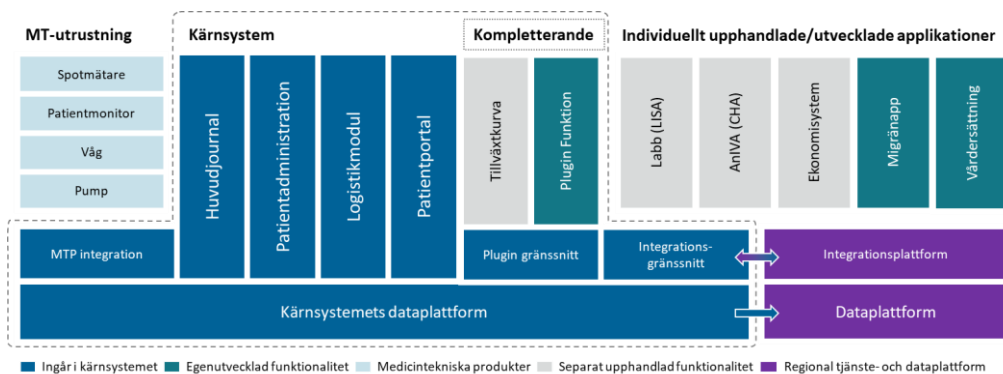 MT-utrustning
Kärnsystem
Kompletterande
Individuellt upphandlade/utvecklade applikationer
Spotmätare
Patientmonitor
Våg
Pump
Huvudjournal
Patientadministration
Logistikmodul
Patientportal
Tillväxtkurva
Plugin Funktion
Labb (LISA)
AnIVA (CHA)
Ekonomisystem
Migränapp
Vårdersättning
MTP integration
Plugin gränssnitt
Integrations-
gränssnitt
Integrationsplattform
Kärnsystemets dataplattform
Dataplattform
Ingår i kärnsystemet
Egenutvecklad funktionalitet
Medicintekniska produkter
Separat upphandlad funktionalitet
Regional tjänste-och dataplattform